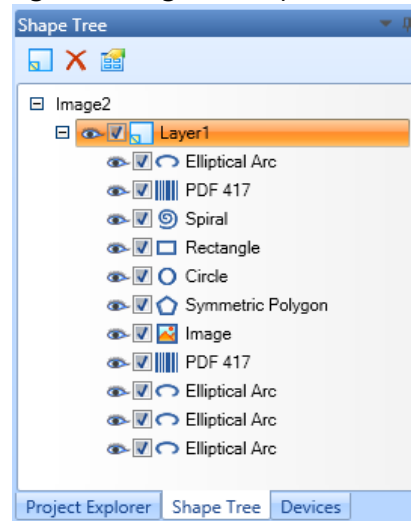 Shape Tree
Image2
Layer1
Elliptical Arc
PDF 417
Spiral
Rectangle
Circle
Symmetric Polygon
Image
PDF 417
Elliptical Arc
Elliptical Arc
Elliptical Arc
Project Explorer Shape Tree Devices